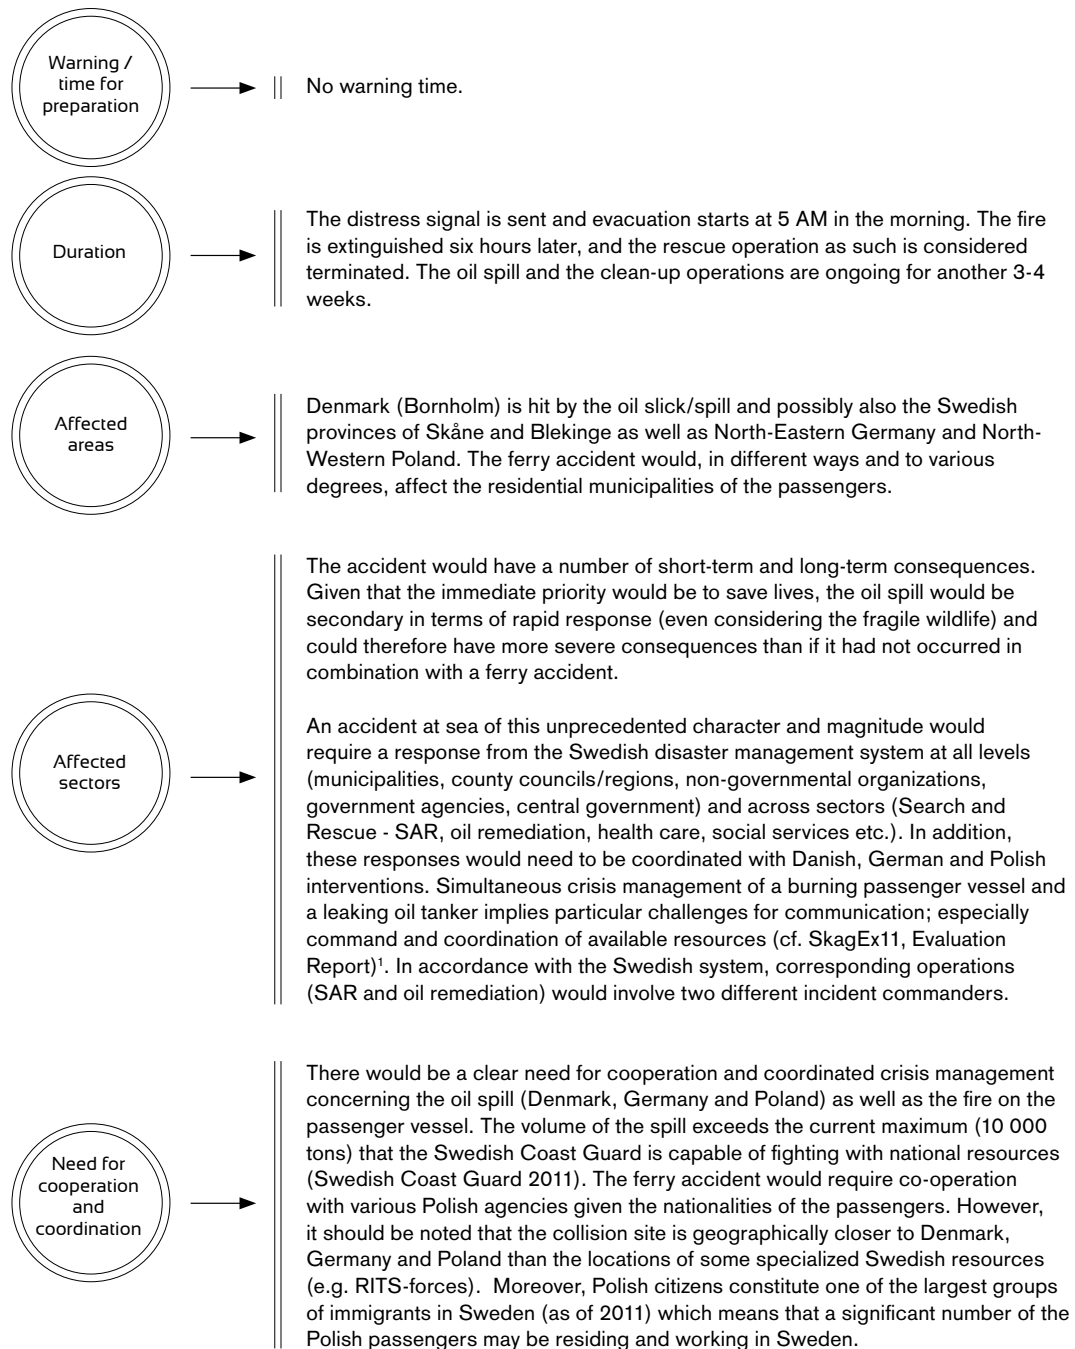 Warning /
time for
preparation
No warning time.
Duration
The distress signal is sent and evacuation starts at 5 AM in the morning. The fire
is extinguished six hours later, and the rescue operation as such is considered
terminated. The oil spill and the clean-up operations are ongoing for another 3-4
weeks.
Affected
areas
Denmark (Bornholm) is hit by the oil slick/spill and possibly also the Swedish
provinces of Skåne and Blekinge as well as North-Eastern Germany and North-
Western Poland. The ferry accident would, in different ways and to various
degrees, affect the residential municipalities of the passengers.
Affected
sectors
The accident would have a number of short-term and long-term consequences.
Given that the immediate priority would be to save lives, the oil spill would be
secondary in terms of rapid response (even considering the fragile wildlife) and
could therefore have more severe consequences than if it had not occurred in
combination with a ferry accident.
An accident at sea of this unprecedented character and magnitude would
require a response from the Swedish disaster management system at all levels
(municipalities, county councils/regions, non-governmental organizations,
government agencies, central government) and across sectors (Search and
Rescue - SAR, oil remediation, health care, social services etc.). In addition,
these responses would need to be coordinated with Danish, German and Polish
interventions. Simultaneous crisis management of a burning passenger vessel and
a leaking oil tanker implies particular challenges for communication; especially
command and coordination of available resources (cf. SkagEx11, Evaluation
Report)¹. In accordance with the Swedish system, corresponding operations
(SAR and oil remediation) would involve two different incident commanders.
Need for
cooperation
and
coordination
There would be a clear need for cooperation and coordinated crisis management
concerning the oil spill (Denmark, Germany and Poland) as well as the fire on the
passenger vessel. The volume of the spill exceeds the current maximum (10 000
tons) that the Swedish Coast Guard is capable of fighting with national resources
(Swedish Coast Guard 2011). The ferry accident would require co-operation
with various Polish agencies given the nationalities of the passengers. However,
it should be noted that the collision site is geographically closer to Denmark,
Germany and Poland than the locations of some specialized Swedish resources
(e.g. RITS-forces). Moreover, Polish citizens constitute one of the largest groups
of immigrants in Sweden (as of 2011) which means that a significant number of the
Polish passengers may be residing and working in Sweden.